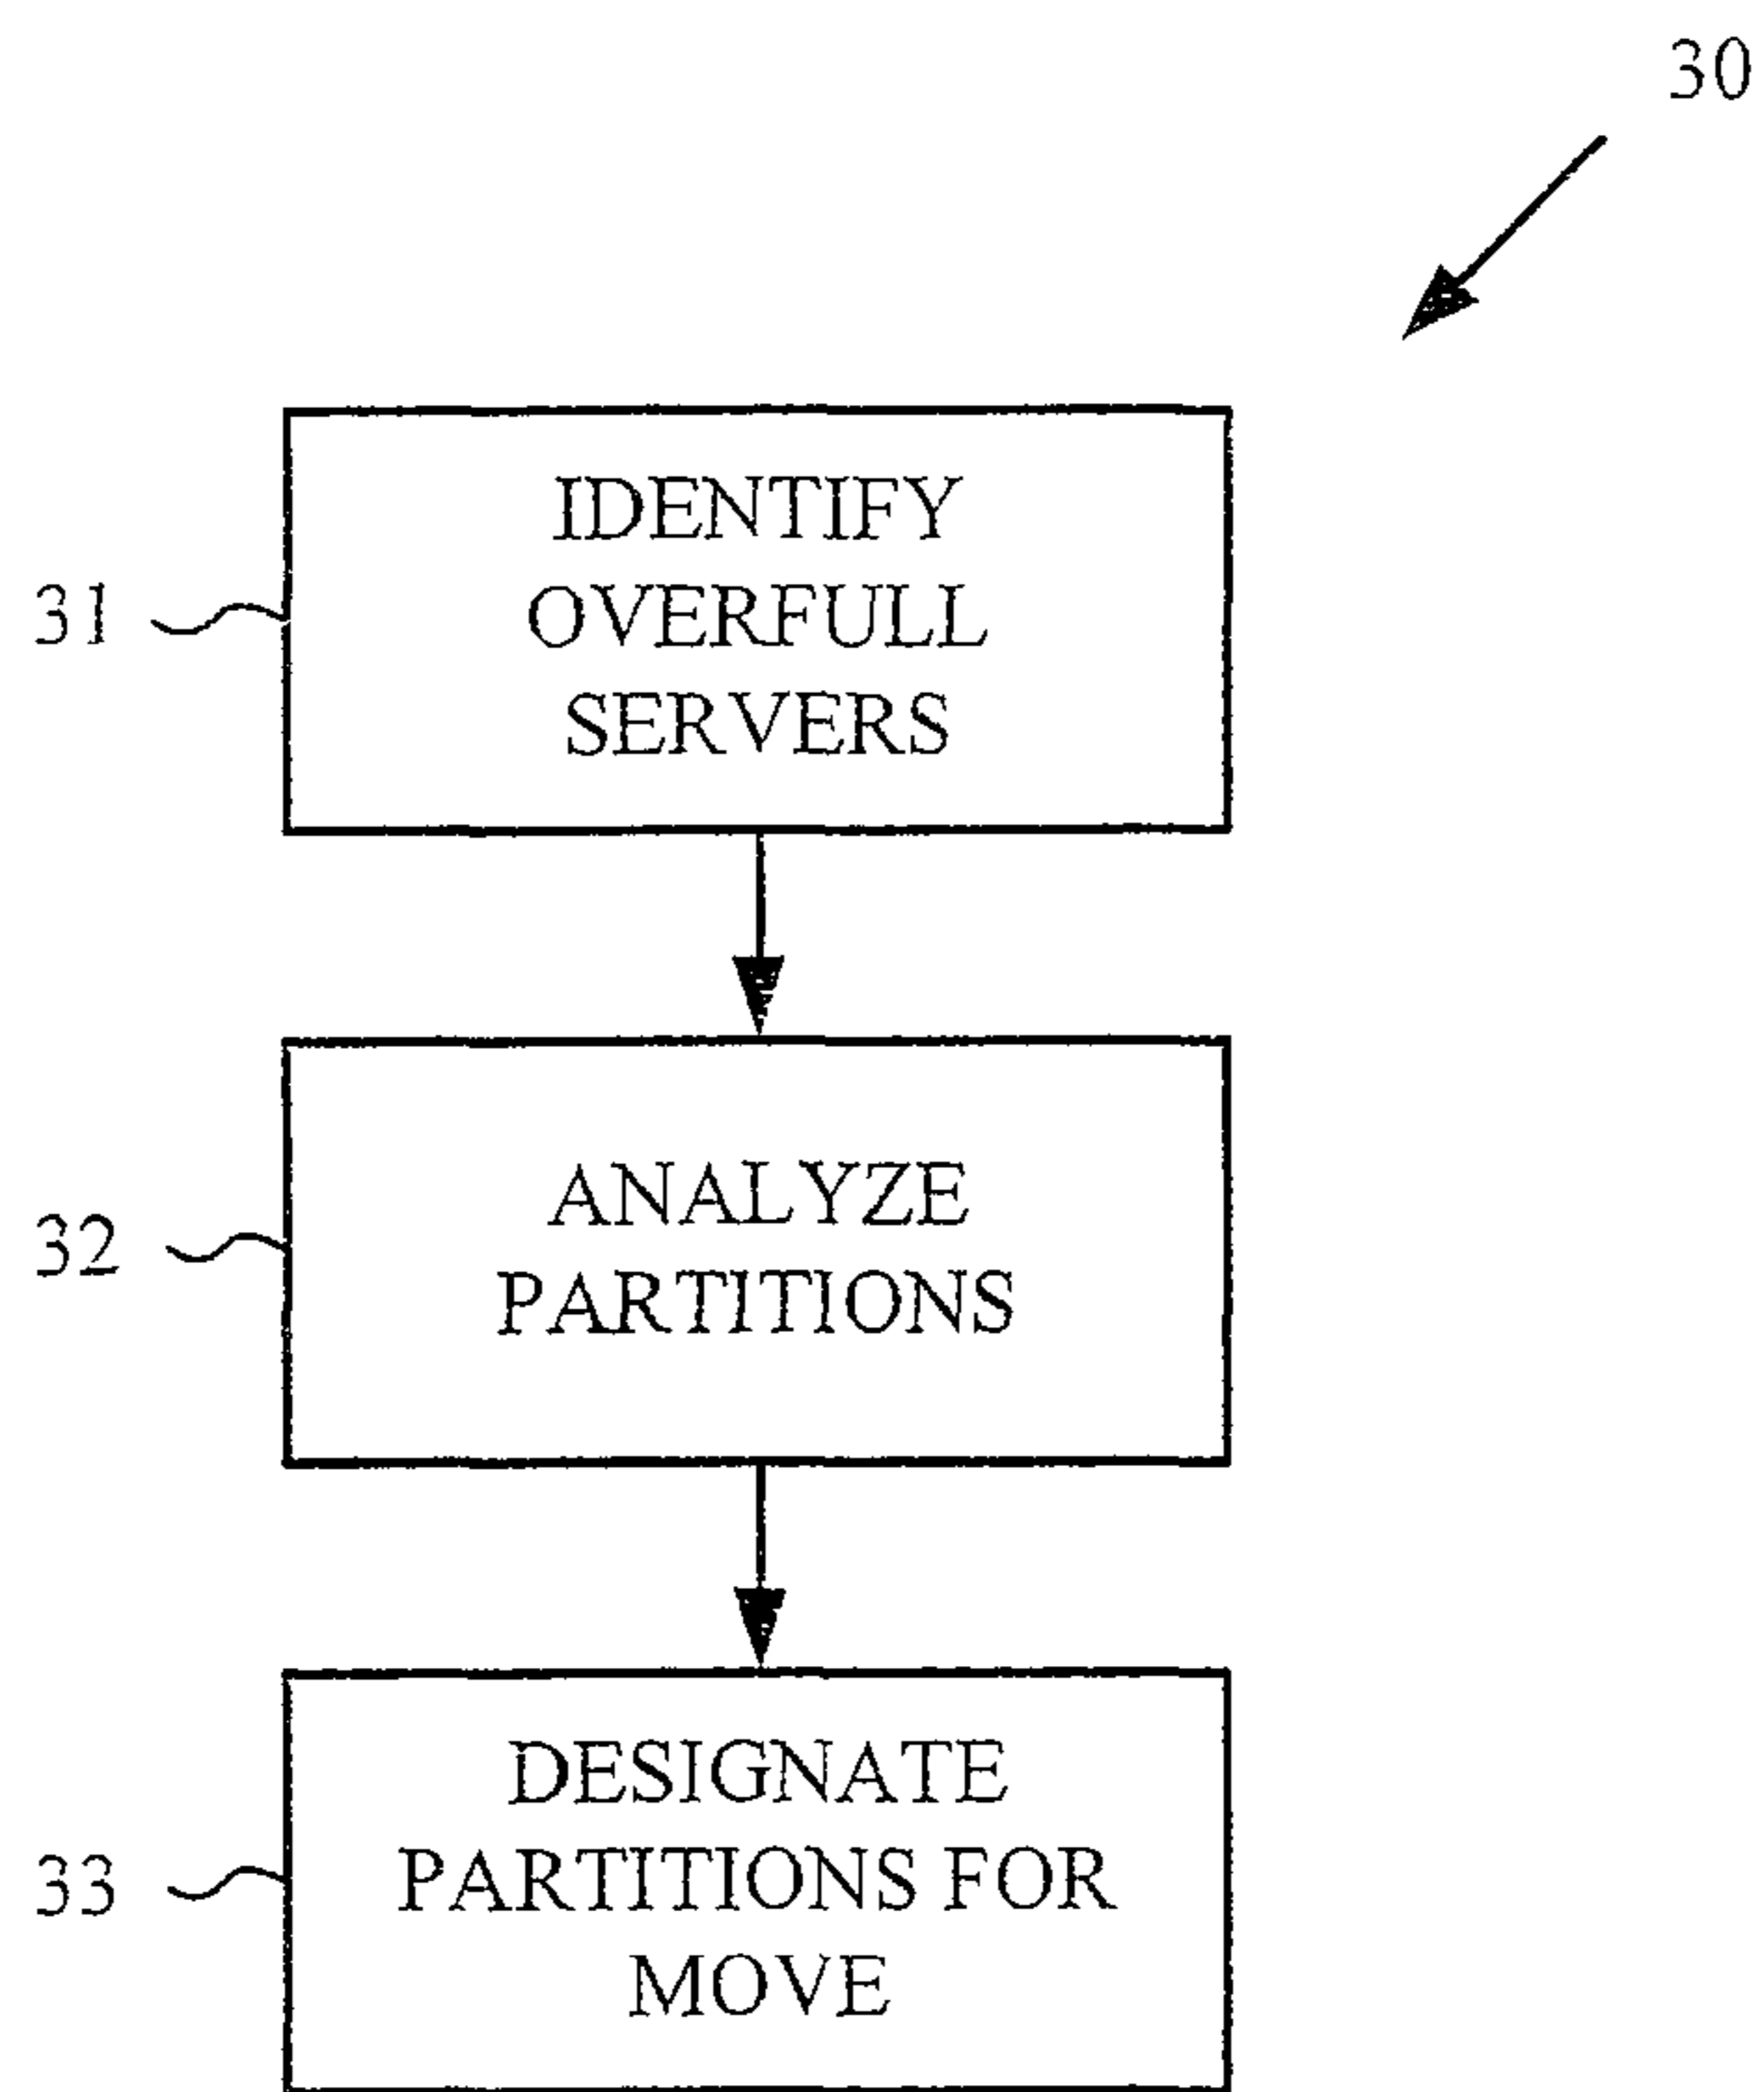 30
IDENTIFY
OVERFULL
SERVERS
31
ANALYZE
PARTITIONS
32
DESIGNATE
PARTITIONS FOR
MOVE
33